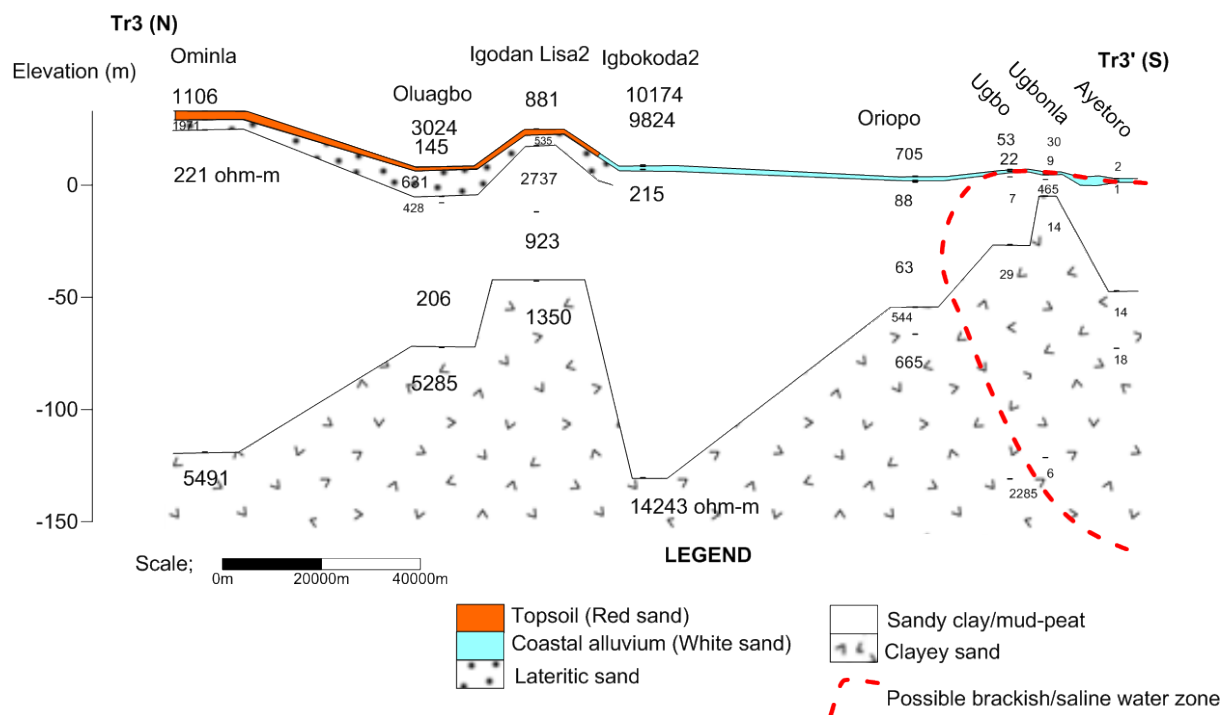 Tr3 (N)
Tr3' (S)
Elevation (m)
Ominla
Oluagbo
Igodan Lisa2
Igbokoda2
Oriopo
Ugbo
Ugbonla
Ayetoro
1106
1971
221 ohm-m
5491
3024
145
631
428
206
5285
881
535
2737
923
1350
10174
9824
215
14243 ohm-m
705
88
63
544
665
53
22
7
29
2285
30
9
465
14
6
2
1
14
18
0
-50
-100
-150
Scale;
0m
20000m
40000m
LEGEND
Topsoil (Red sand)
Coastal alluvium (White sand)
Lateritic sand
Sandy clay/mud-peat
Clayey sand
Possible brackish/saline water zone